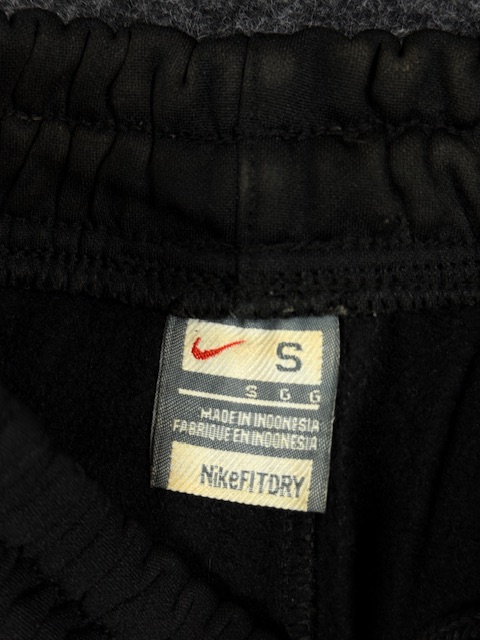 S
S G G
MADE IN INDONESIA
FABRIQUE EN INDONESIA
NikeFITDRY